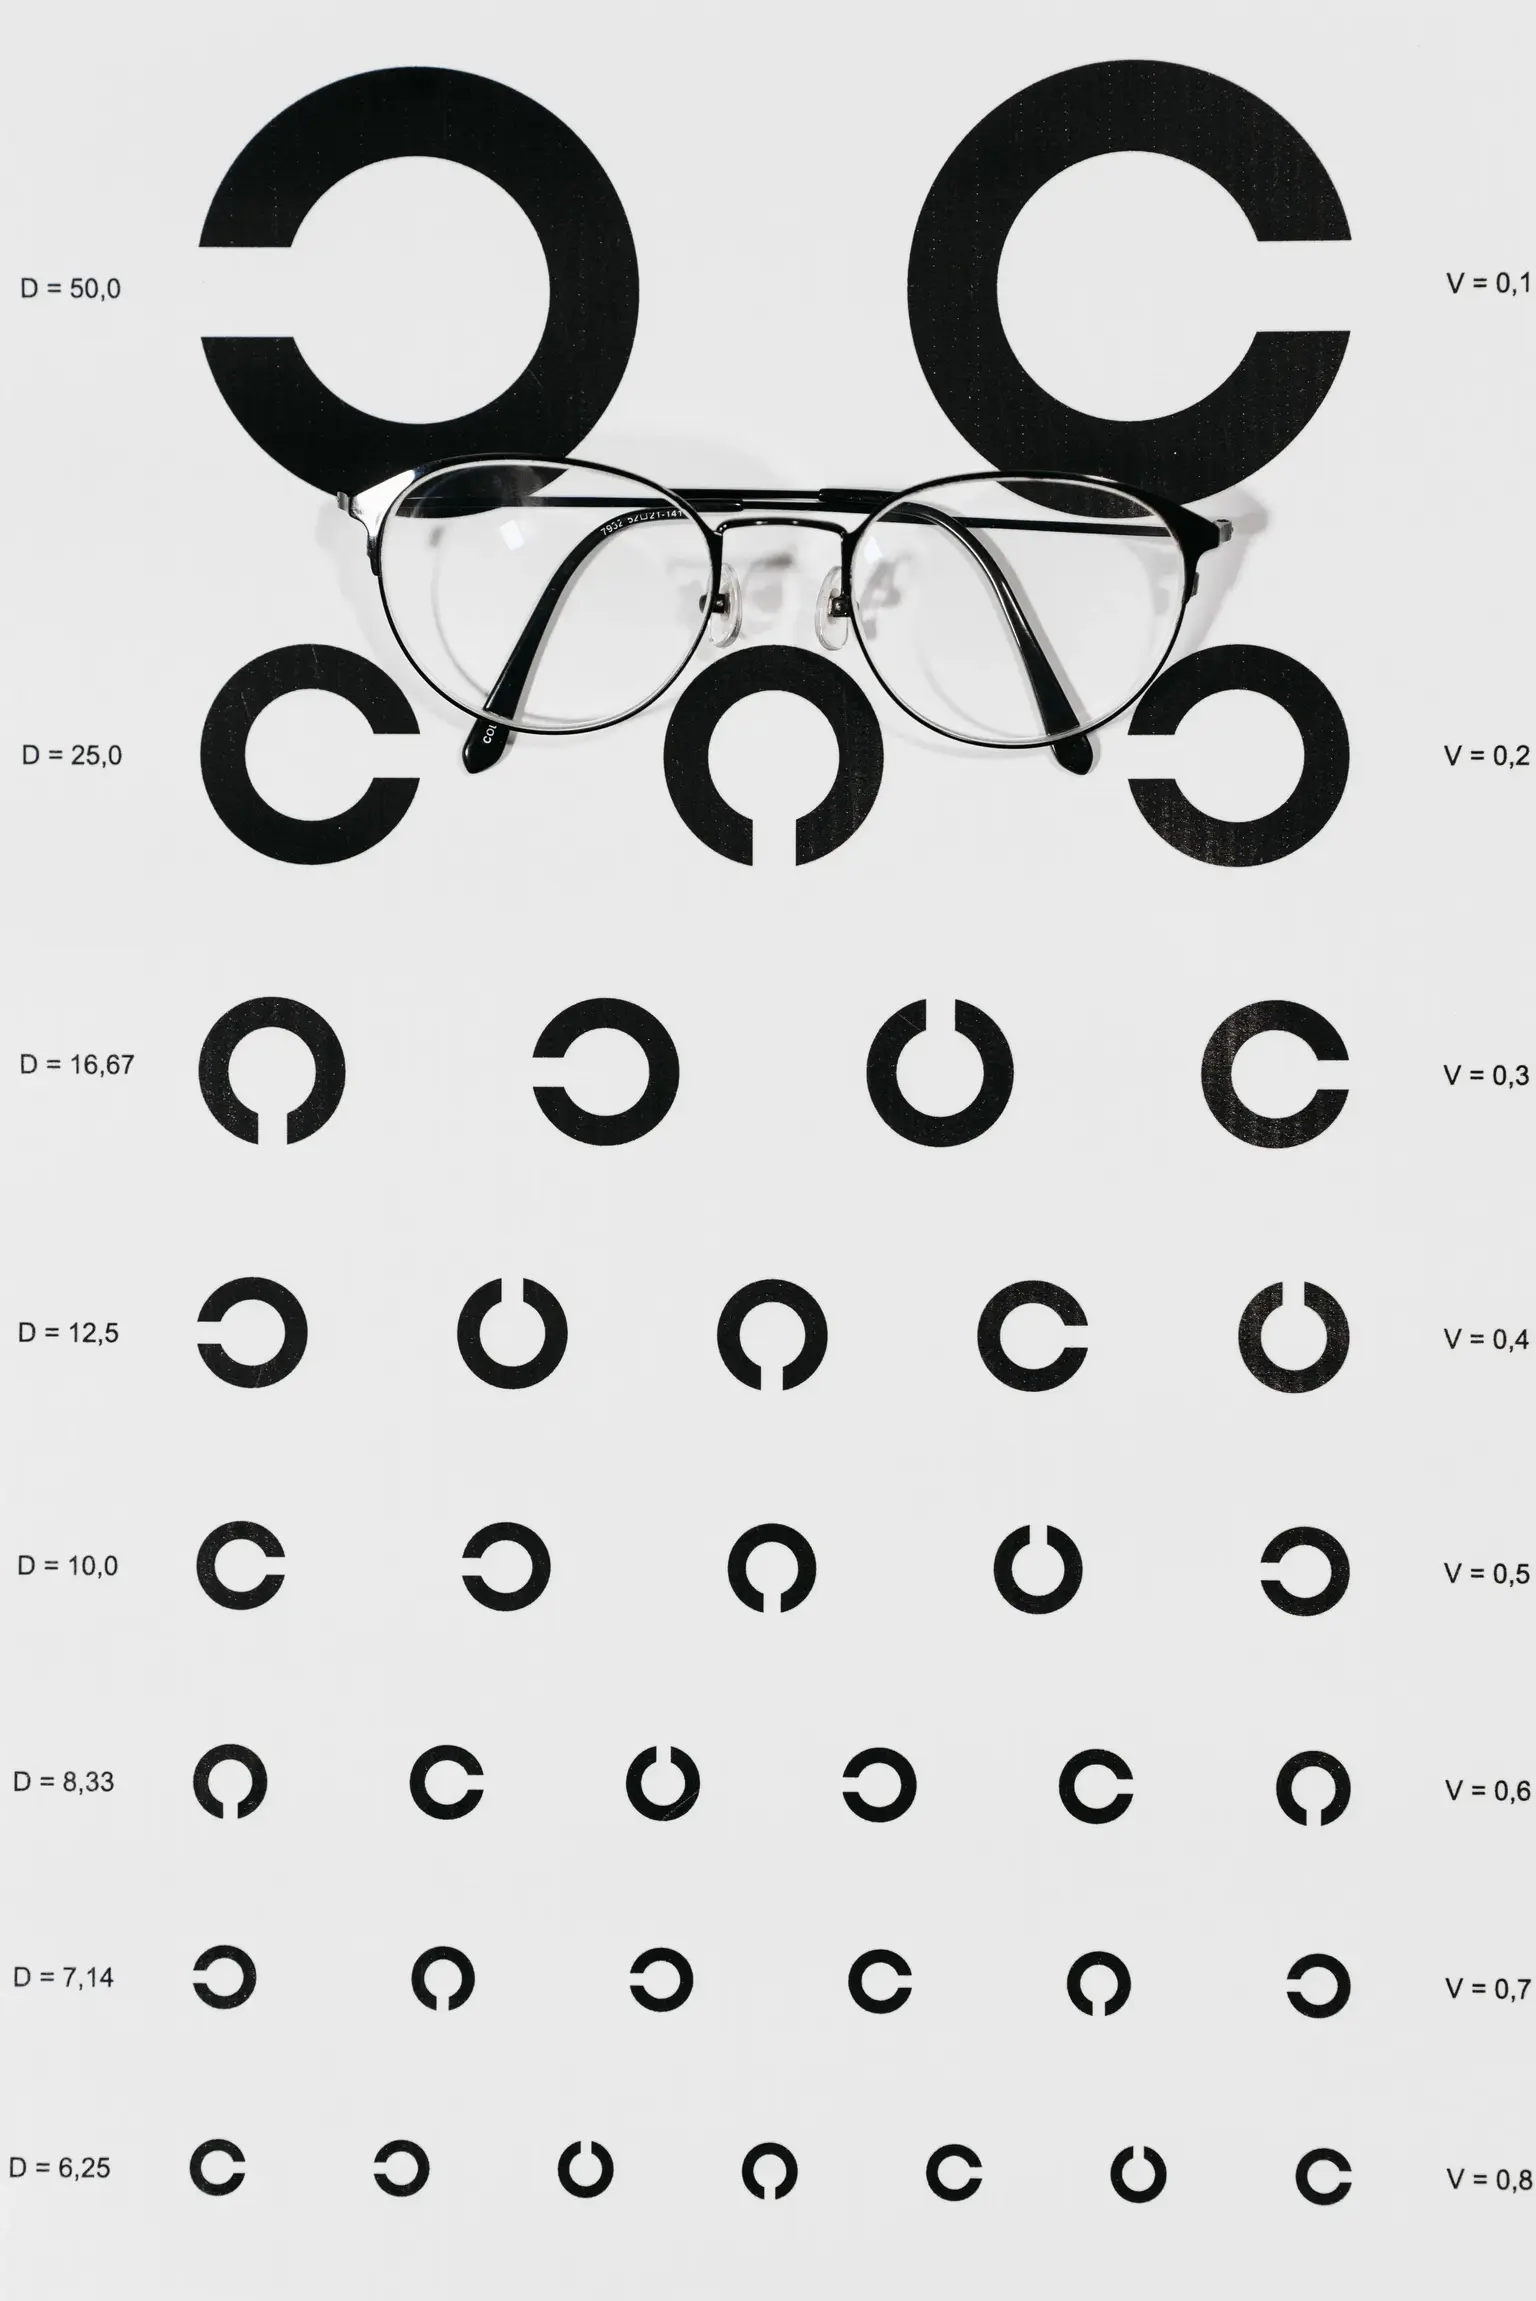 D = 50,0 V = 0,1
7932 52□21-141
COL
D = 25,0 V = 0,2
D = 16,67 V = 0,3
D = 12,5 V = 0,4
D = 10,0 V = 0,5
D = 8,33 V = 0,6
D = 7,14 V = 0,7
D = 6,25 V = 0,8